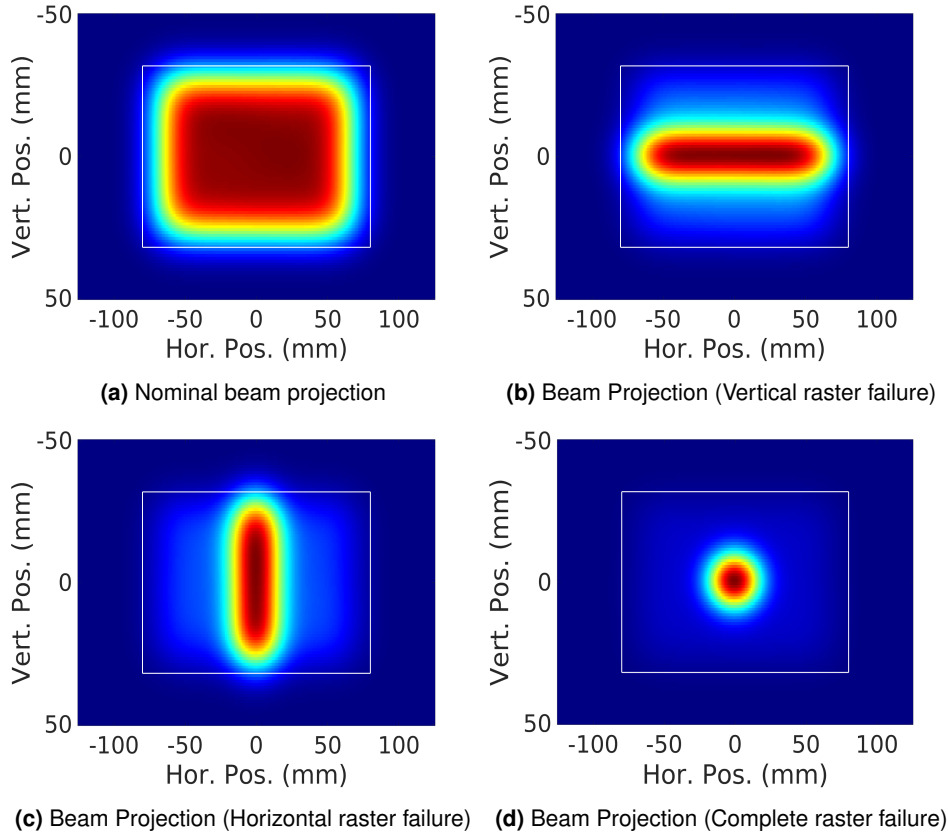 -50
0
50
Vert. Pos. (mm)
-100 -50 0 50 100
Hor. Pos. (mm)
(a) Nominal beam projection
-50
0
50
Vert. Pos. (mm)
-100 -50 0 50 100
Hor. Pos. (mm)
(b) Beam Projection (Vertical raster failure)
-50
0
50
Vert. Pos. (mm)
-100 -50 0 50 100
Hor. Pos. (mm)
(c) Beam Projection (Horizontal raster failure)
-50
0
50
Vert. Pos. (mm)
-100 -50 0 50 100
Hor. Pos. (mm)
(d) Beam Projection (Complete raster failure)